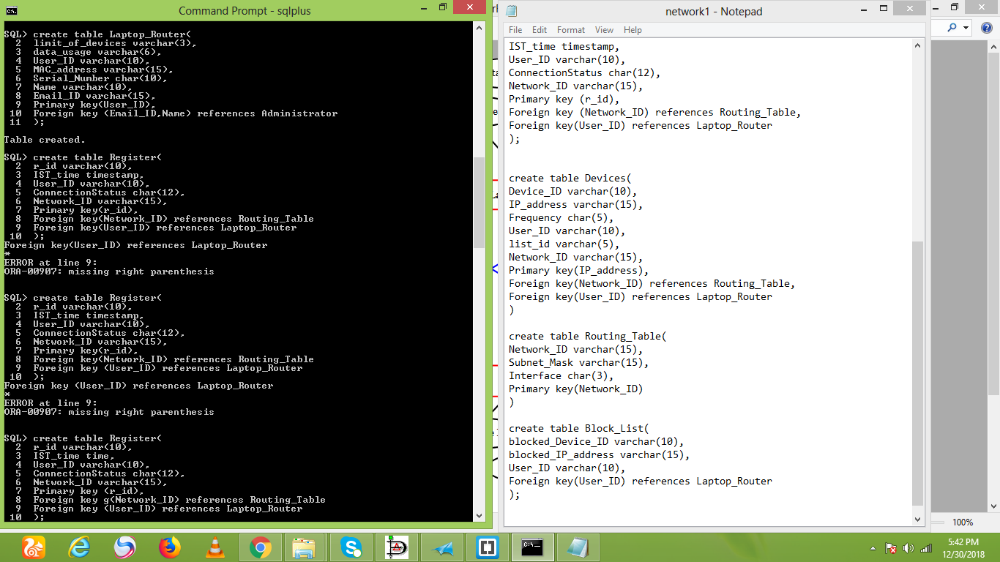 Command Prompt - sqlplus
SQL> create table Laptop_Router(
2 limit_of_devices varchar(3),
3 data_usage varchar(6),
4 User_ID varchar(10),
5 MAC_address varchar(15),
6 Serial_Number char(10),
7 Name varchar(10),
8 Email_ID varchar(15),
9 Primary key(User_ID),
10 Foreign key (Email_ID,Name) references Administrator
11 );
Table created.
SQL> create table Register(
2 r_id varchar(10),
3 IST_time timestamp,
4 User_ID varchar(10),
5 ConnectionStatus char(12),
6 Network_ID varchar(15),
7 Primary key(r_id),
8 Foreign key(Network_ID) references Routing_Table
9 Foreign key(User_ID) references Laptop_Router
10 );
Foreign key(User_ID) references Laptop_Router
*
ERROR at line 9:
ORA-00907: missing right parenthesis
SQL> create table Register(
2 r_id varchar(10),
3 IST_time timestamp,
4 User_ID varchar(10),
5 ConnectionStatus char(12),
6 Network_ID varchar(15),
7 Primary key(r_id),
8 Foreign key(Network_ID) references Routing_Table
9 Foreign key (User_ID) references Laptop_Router
10 );
Foreign key (User_ID) references Laptop_Router
*
ERROR at line 9:
ORA-00907: missing right parenthesis
SQL> create table Register(
2 r_id varchar(10),
3 IST_time time,
4 User_ID varchar(10),
5 ConnectionStatus char(12),
6 Network_ID varchar(15),
7 Primary key (r_id),
8 Foreign key g(Network_ID) references Routing_Table
9 Foreign key (User_ID) references Laptop_Router
10 );
network1 - Notepad
File Edit Format View Help
IST_time timestamp,
User_ID varchar(10),
ConnectionStatus char(12),
Network_ID varchar(15),
Primary key (r_id),
Foreign key (Network_ID) references Routing_Table,
Foreign key(User_ID) references Laptop_Router
);
create table Devices(
Device_ID varchar(10),
IP_address varchar(15),
Frequency char(5),
User_ID varchar(10),
list_id varchar(5),
Network_ID varchar(15),
Primary key(IP_address),
Foreign key(Network_ID) references Routing_Table,
Foreign key(User_ID) references Laptop_Router
)
create table Routing_Table(
Network_ID varchar(15),
Subnet_Mask varchar(15),
Interface char(3),
Primary key(Network_ID)
)
create table Block_List(
blocked_Device_ID varchar(10),
blocked_IP_address varchar(15),
User_ID varchar(10),
Foreign key(User_ID) references Laptop_Router
);
100%
5:42 PM
12/30/2018